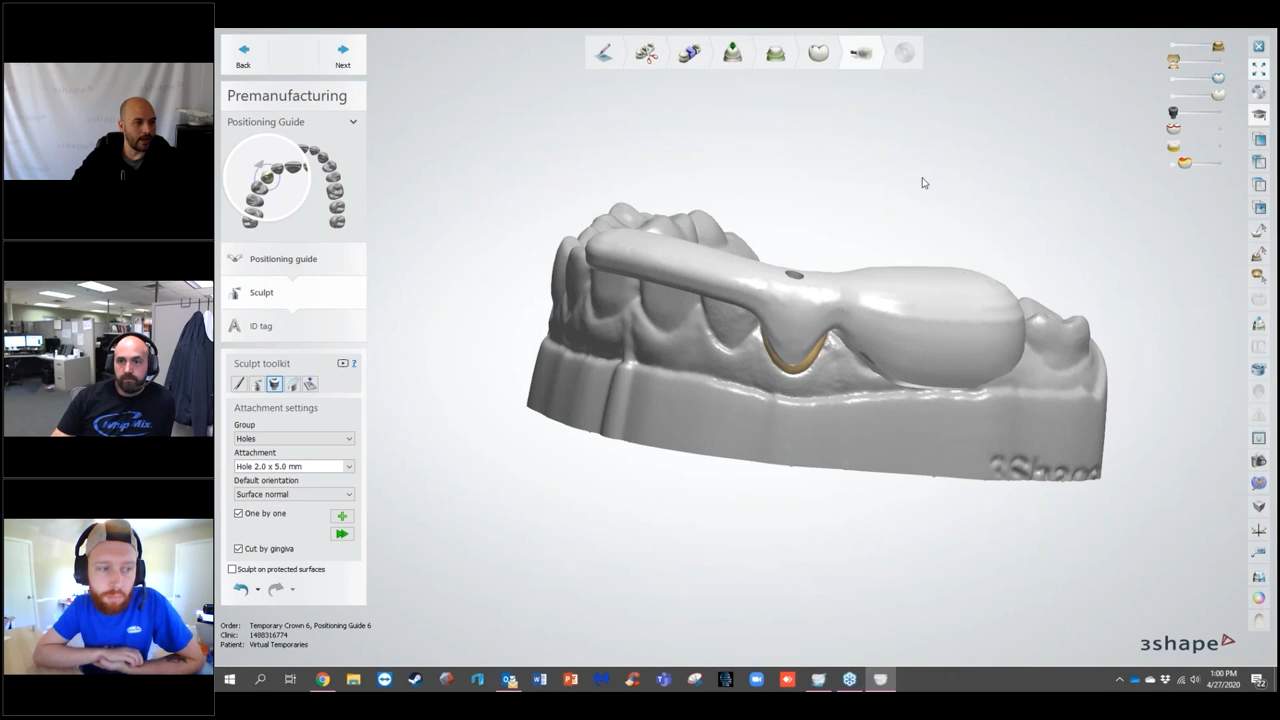 Back
Next
Premanufacturing
Positioning Guide
Positioning guide
Sculpt
ID tag
Sculpt toolkit
?
Attachment settings
Group
Holes
Attachment
Hole 2.0 x 5.0 mm
Default orientation
Surface normal
One by one
Cut by gingiva
Sculpt on protected surfaces
Order: Temporary Crown 6, Positioning Guide 6
Clinic: 1488316774
Patient: Virtual Temporaries
3Shape
3shape
Whip Mix
1:00 PM
4/27/2020
22